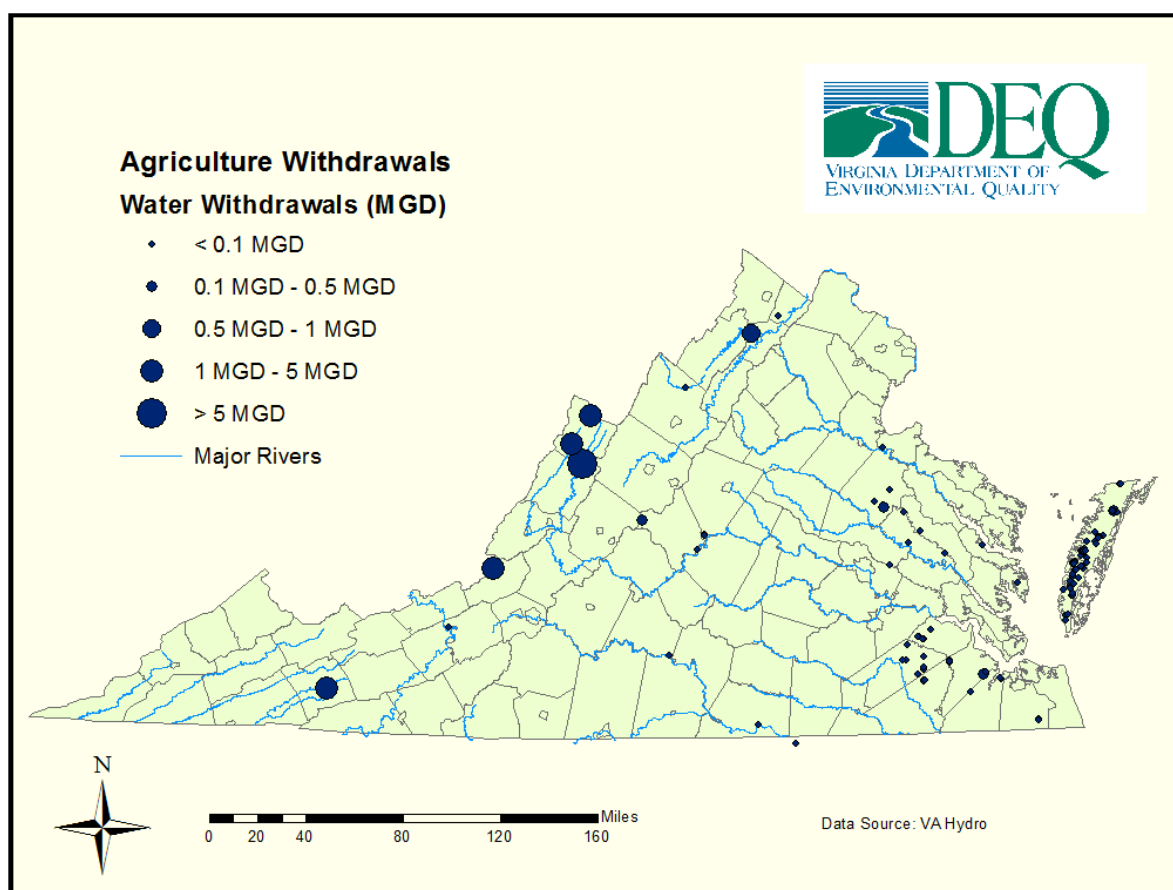 DEQ
VIRGINIA DEPARTMENT OF
ENVIRONMENTAL QUALITY
Agriculture Withdrawals
Water Withdrawals (MGD)
< 0.1 MGD
0.1 MGD - 0.5 MGD
0.5 MGD - 1 MGD
1 MGD - 5 MGD
> 5 MGD
Major Rivers
N
Miles
0 20 40 80 120 160
Data Source: VA Hydro